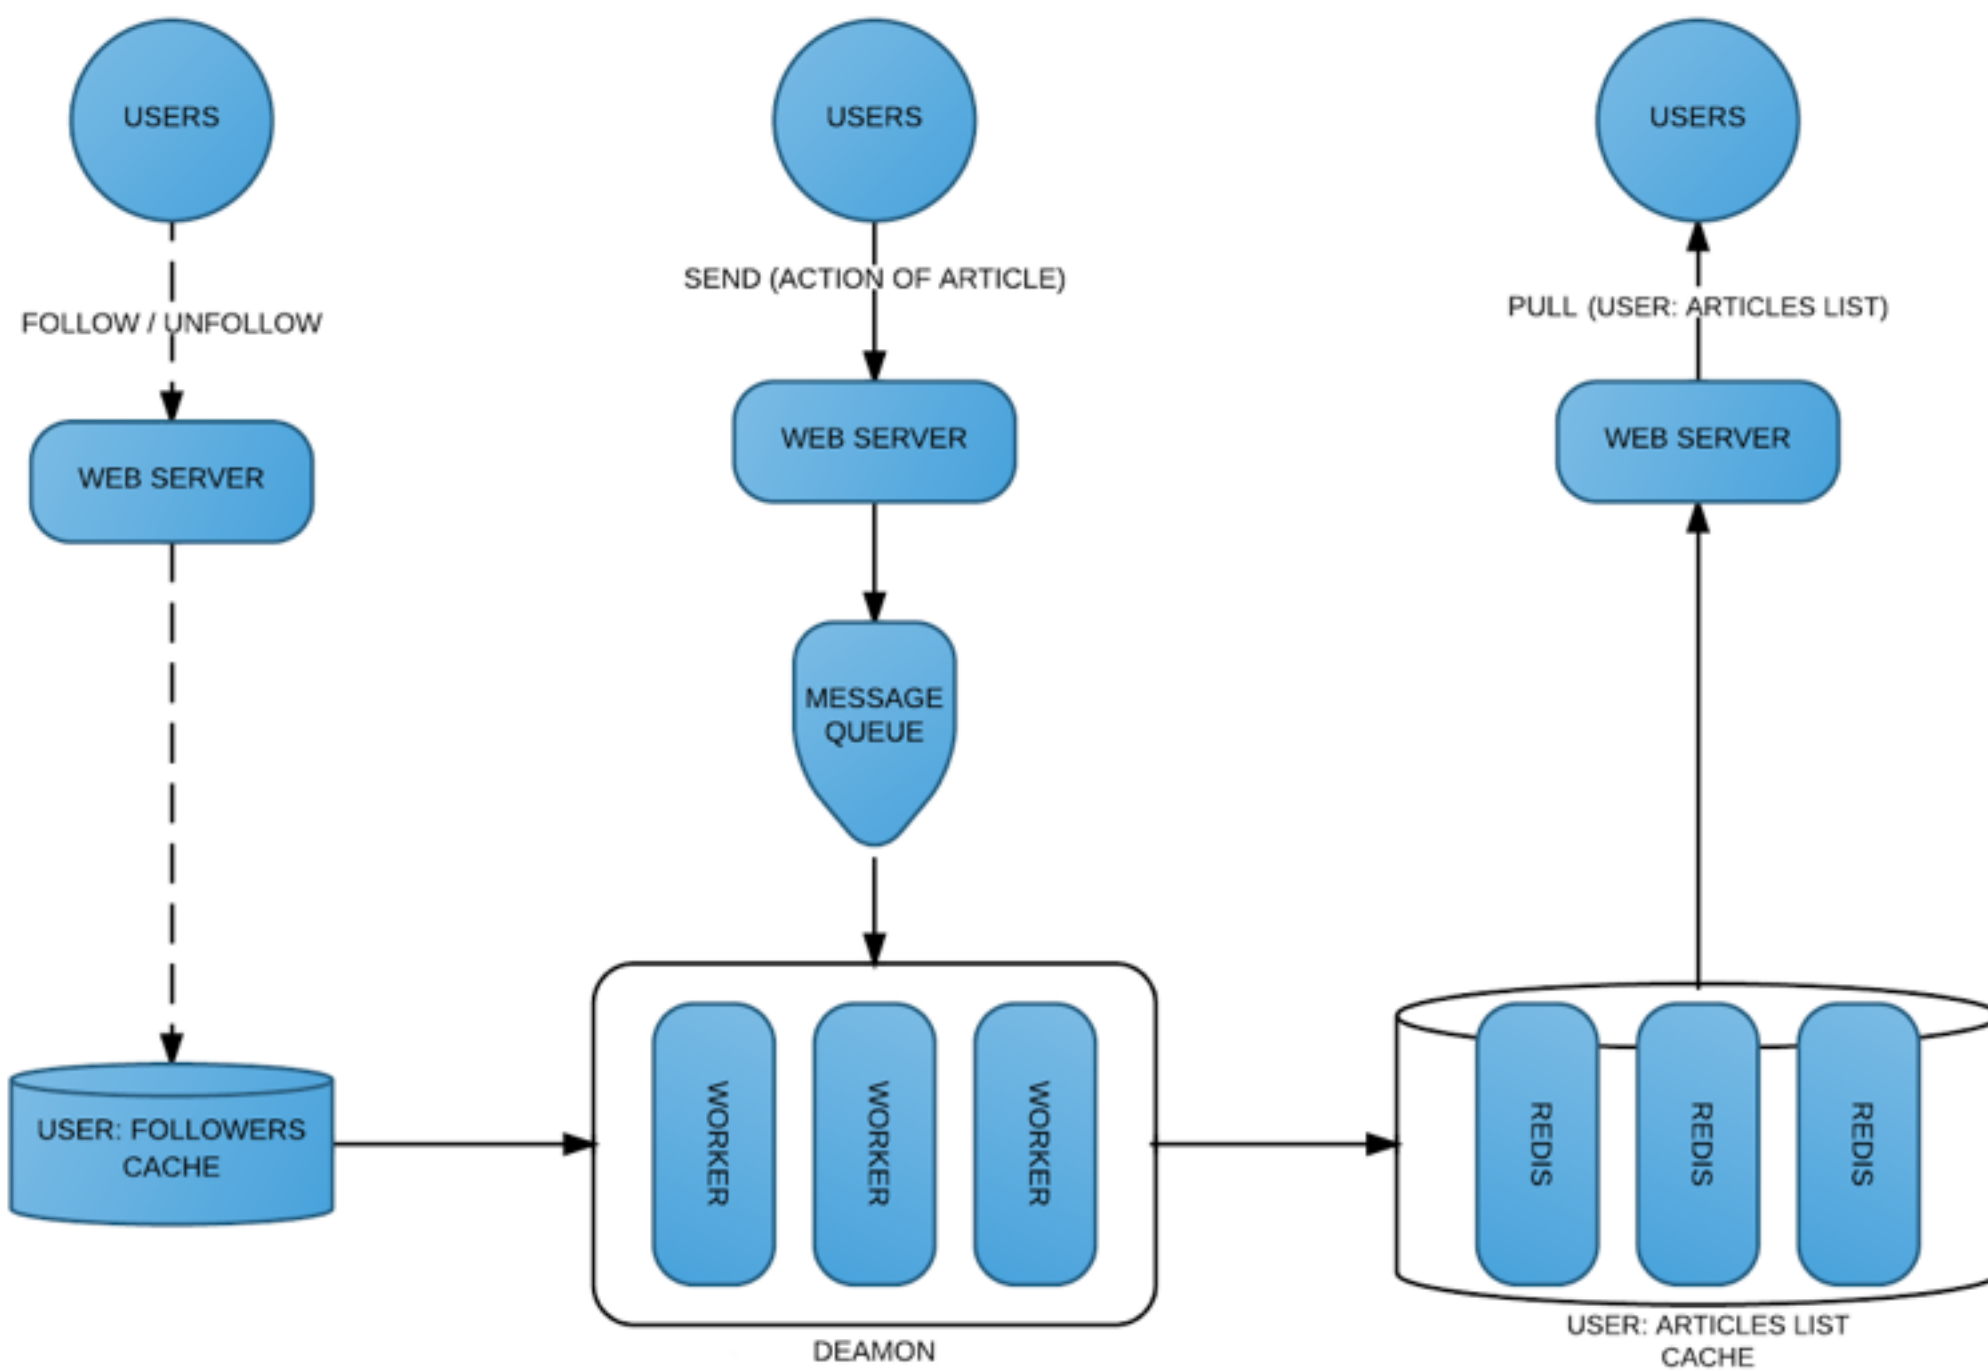 USERS
USERS
USERS
SEND (ACTION OF ARTICLE)
PULL (USER: ARTICLES LIST)
FOLLOW / UNFOLLOW
WEB SERVER
WEB SERVER
WEB SERVER
MESSAGE
QUEUE
USER: FOLLOWERS
CACHE
WORKER
WORKER
WORKER
REDIS
REDIS
REDIS
DEAMON
USER: ARTICLES LIST
CACHE